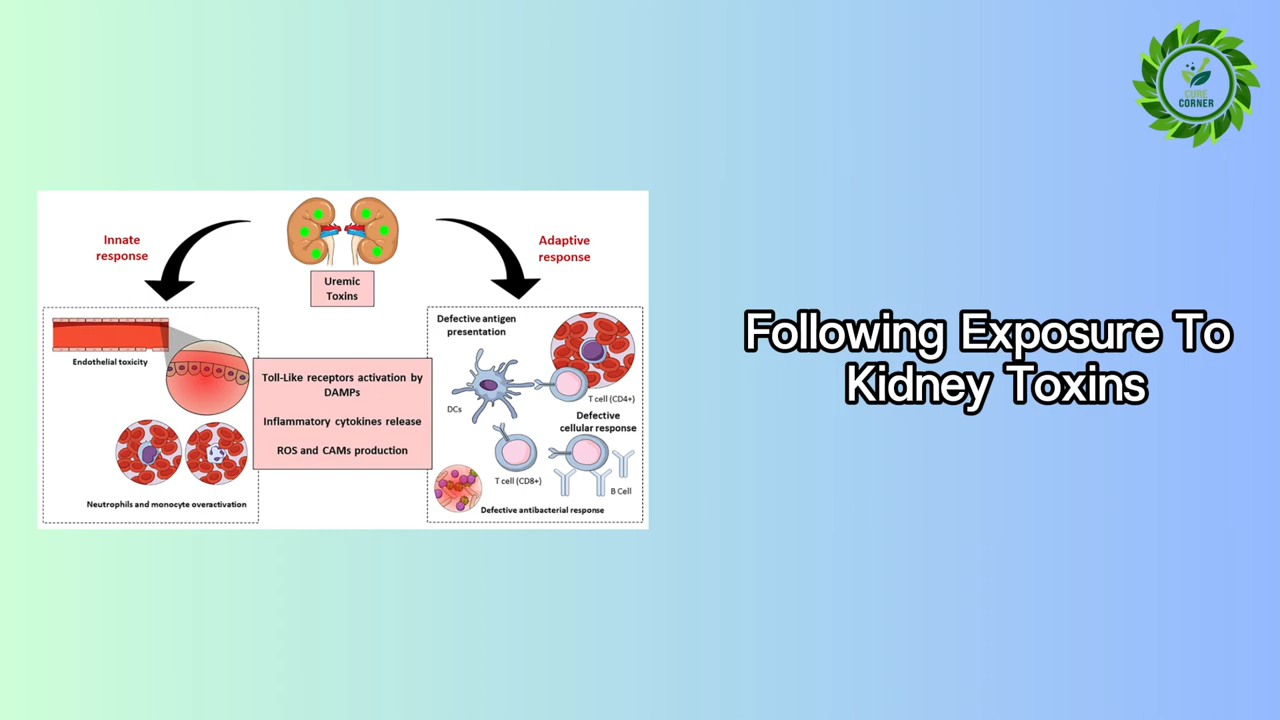 CURE
CORNER
Innate
response
Adaptive
response
Uremic
Toxins
Endothelial toxicity
Neutrophils and monocyte overactivation
Toll-Like receptors activation by
DAMPs
Inflammatory cytokines release
ROS and CAMs production
Defective antigen
presentation
DCs
T cell (CD4+)
Defective
cellular response
T cell (CD8+)
B Cell
Defective antibacterial response
Following Exposure To
Kidney Toxins